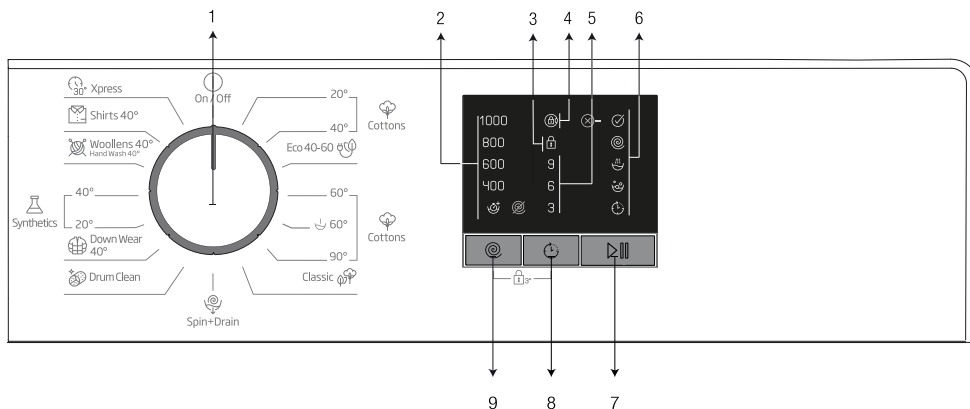 1
2
3
4
5
6
30° Xpress
On / Off
20°
Shirts 40°
40°
Cottons
Woollens 40°
Hand Wash 40°
Eco 40-60
40°
60°
Synthetics
20°
60°
Cottons
Down Wear
40°
90°
Drum Clean
Classic
Spin+Drain
1000
800
600
9
400
6
3
3"
9
8
7